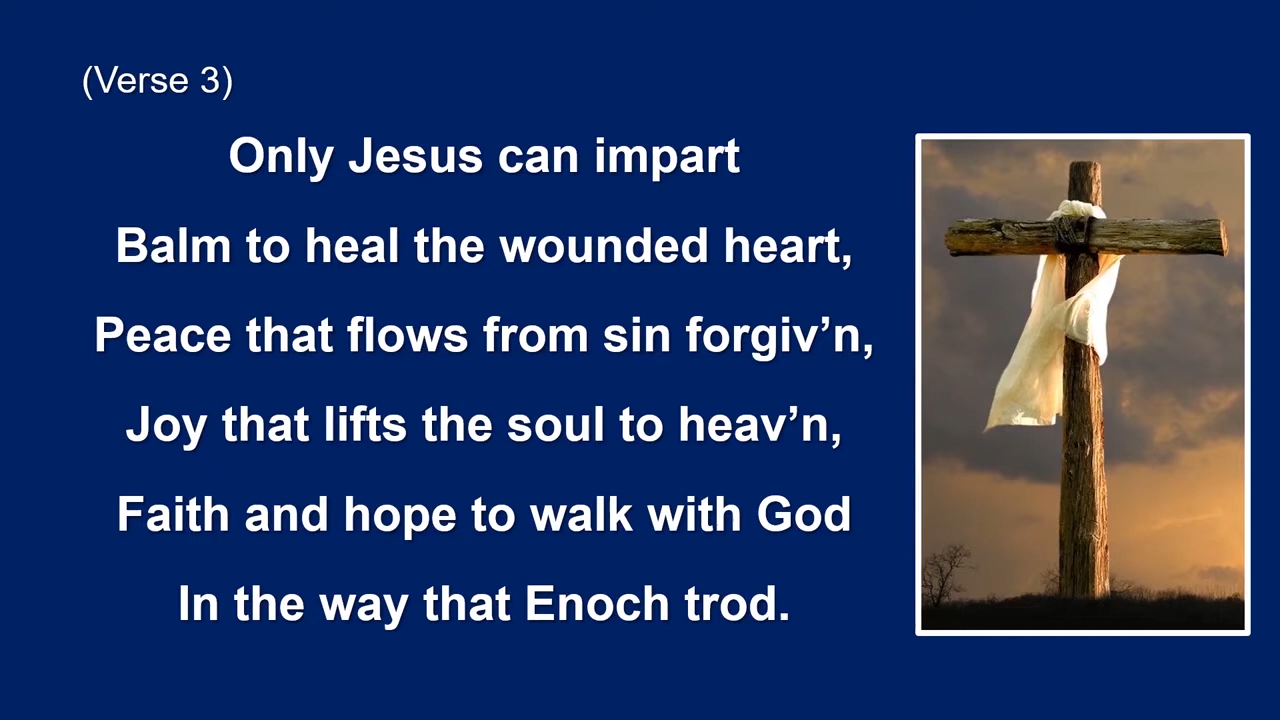 (Verse 3)
Only Jesus can impart
Balm to heal the wounded heart,
Peace that flows from sin forgiv’n,
Joy that lifts the soul to heav’n,
Faith and hope to walk with God
In the way that Enoch trod.